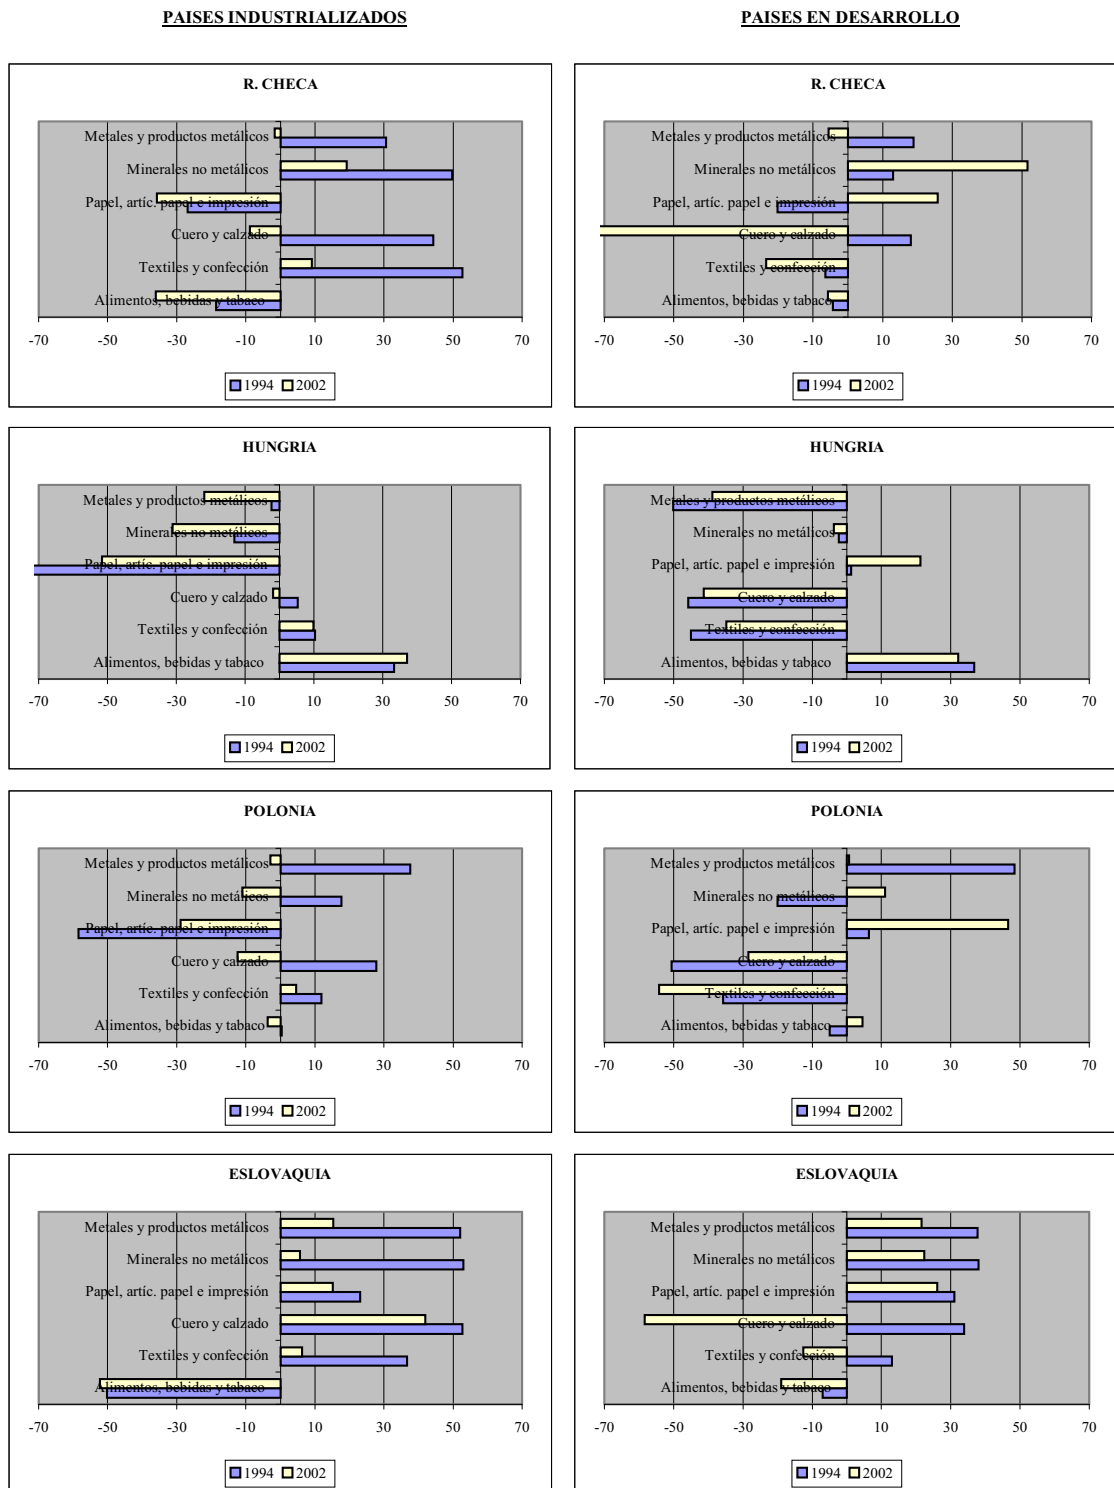 PAISES INDUSTRIALIZADOS
PAISES EN DESARROLLO
R. CHECA
Metales y productos metálicos
Minerales no metálicos
Papel, artíc. papel e impresión
Cuero y calzado
Textiles y confección
Alimentos, bebidas y tabaco
-70 -50 -30 -10 10 30 50 70
1994 2002
R. CHECA
Metales y productos metálicos
Minerales no metálicos
Papel, artíc. papel e impresión
Cuero y calzado
Textiles y confección
Alimentos, bebidas y tabaco
-70 -50 -30 -10 10 30 50 70
1994 2002
HUNGRIA
Metales y productos metálicos
Minerales no metálicos
Papel, artíc. papel e impresión
Cuero y calzado
Textiles y confección
Alimentos, bebidas y tabaco
-70 -50 -30 -10 10 30 50 70
1994 2002
HUNGRIA
Metales y productos metálicos
Minerales no metálicos
Papel, artíc. papel e impresión
Cuero y calzado
Textiles y confección
Alimentos, bebidas y tabaco
-70 -50 -30 -10 10 30 50 70
1994 2002
POLONIA
Metales y productos metálicos
Minerales no metálicos
Papel, artíc. papel e impresión
Cuero y calzado
Textiles y confección
Alimentos, bebidas y tabaco
-70 -50 -30 -10 10 30 50 70
1994 2002
POLONIA
Metales y productos metálicos
Minerales no metálicos
Papel, artíc. papel e impresión
Cuero y calzado
Textiles y confección
Alimentos, bebidas y tabaco
-70 -50 -30 -10 10 30 50 70
1994 2002
ESLOVAQUIA
Metales y productos metálicos
Minerales no metálicos
Papel, artíc. papel e impresión
Cuero y calzado
Textiles y confección
Alimentos, bebidas y tabaco
-70 -50 -30 -10 10 30 50 70
1994 2002
ESLOVAQUIA
Metales y productos metálicos
Minerales no metálicos
Papel, artíc. papel e impresión
Cuero y calzado
Textiles y confección
Alimentos, bebidas y tabaco
-70 -50 -30 -10 10 30 50 70
1994 2002